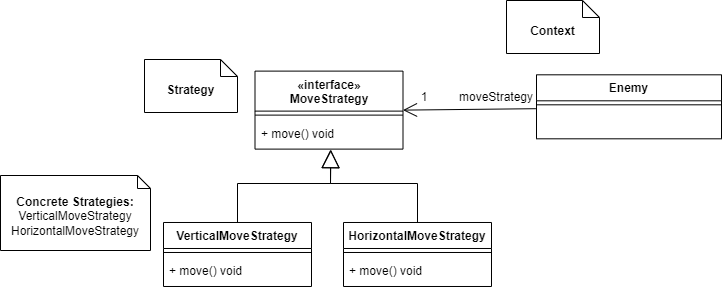 Context
Strategy
«interface»
MoveStrategy
+ move() void
1
moveStrategy
Enemy
Concrete Strategies:
VerticalMoveStrategy
HorizontalMoveStrategy
VerticalMoveStrategy
+ move() void
HorizontalMoveStrategy
+ move() void